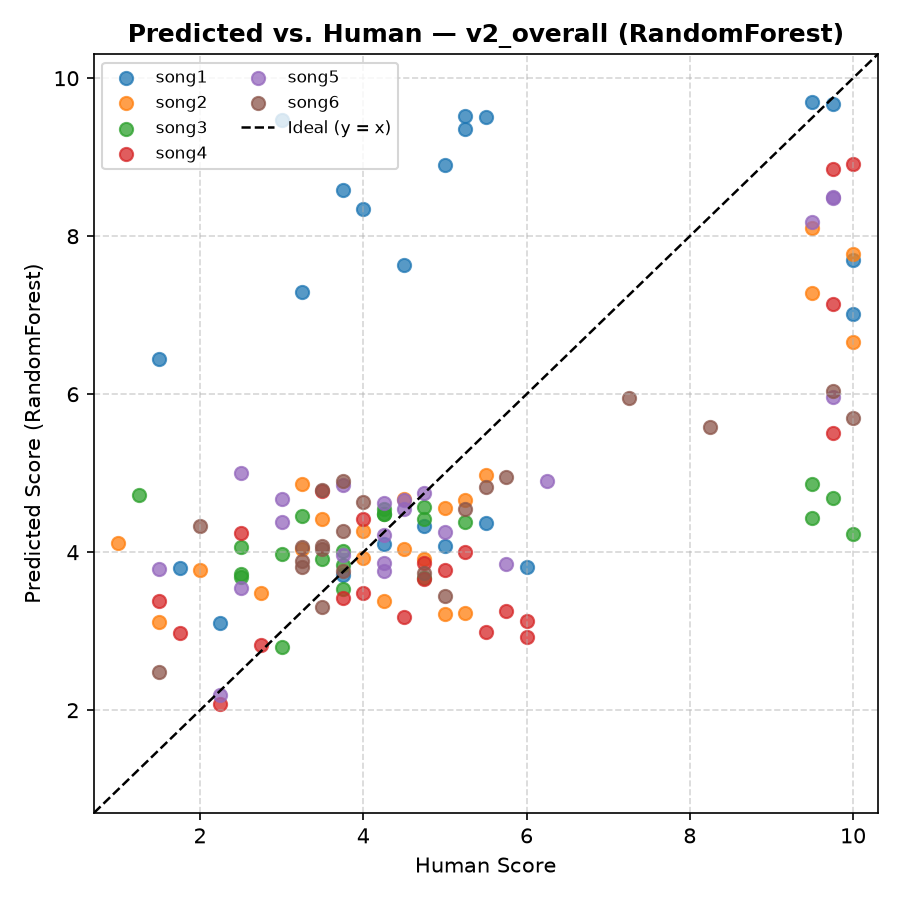 Predicted vs. Human — v2_overall (RandomForest)
song1
song2
song3
song4
song5
song6
Ideal (y = x)
Predicted Score (RandomForest)
10
8
6
4
2
2 4 6 8 10
Human Score